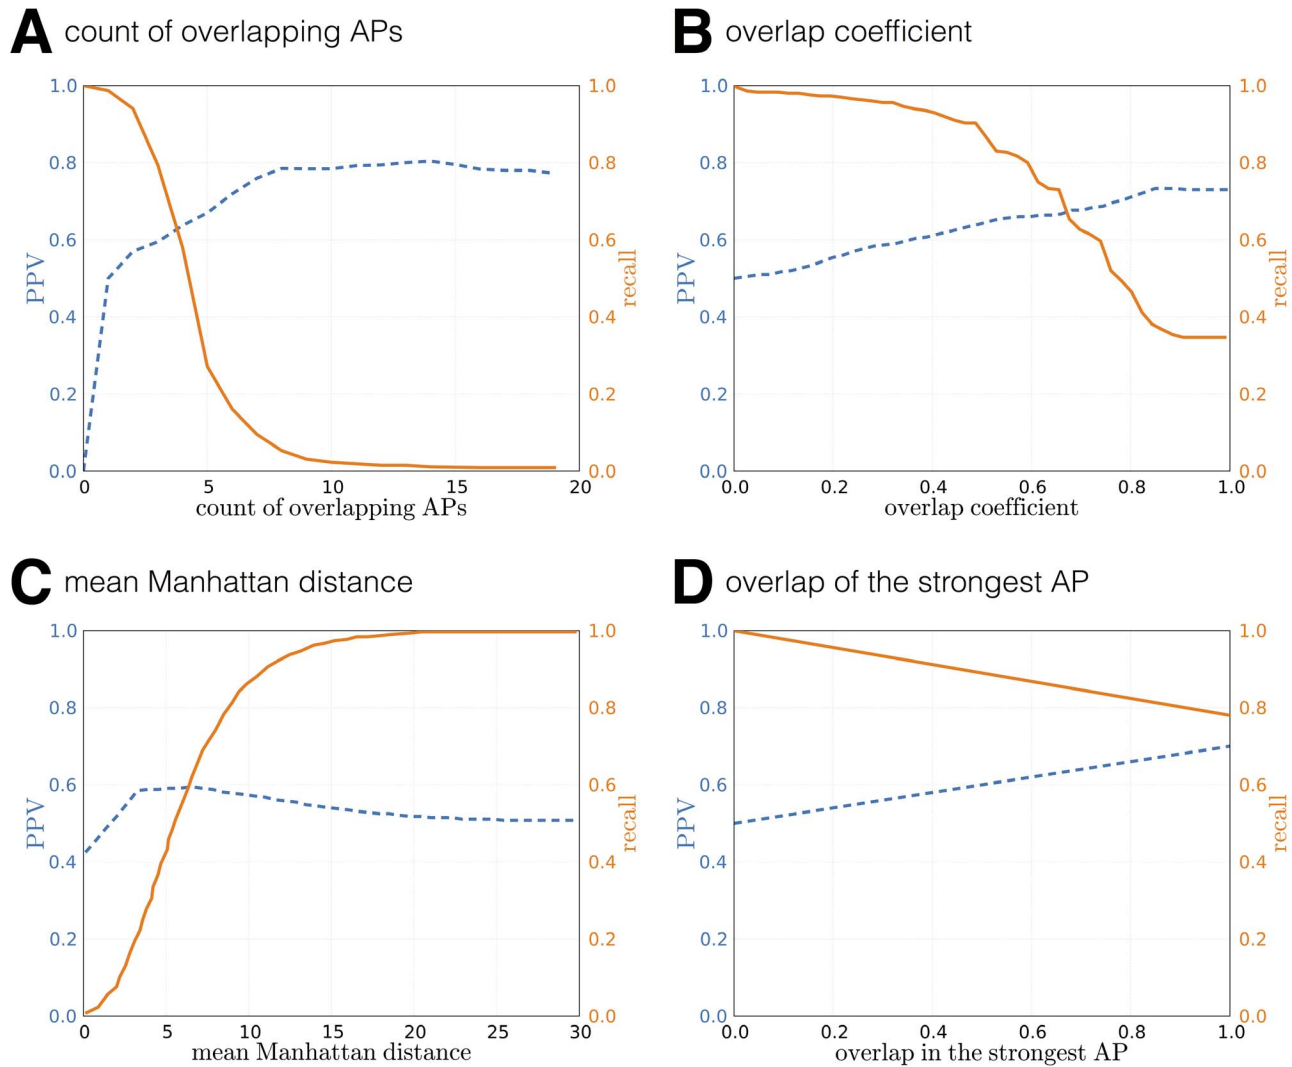 A count of overlapping APs
1.0
0.8
0.6
0.4
0.2
0.0
PPV
1.0
0.8
0.6
0.4
0.2
0.0
recall
0 5 10 15 20
count of overlapping APs
B overlap coefficient
1.0
0.8
0.6
0.4
0.2
0.0
PPV
1.0
0.8
0.6
0.4
0.2
0.0
recall
0.0 0.2 0.4 0.6 0.8 1.0
overlap coefficient
C mean Manhattan distance
1.0
0.8
0.6
0.4
0.2
0.0
PPV
1.0
0.8
0.6
0.4
0.2
0.0
recall
0 5 10 15 20 25 30
mean Manhattan distance
D overlap of the strongest AP
1.0
0.8
0.6
0.4
0.2
0.0
PPV
1.0
0.8
0.6
0.4
0.2
0.0
recall
0.0 0.2 0.4 0.6 0.8 1.0
overlap in the strongest AP